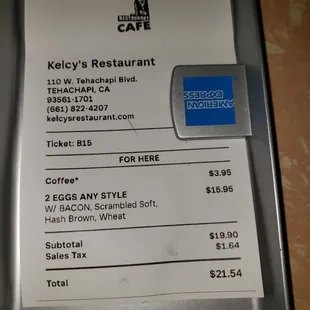 RESTAURANT
CAFE
Kelcy's Restaurant
110 W. Tehachapi Blvd.
TEHACHAPI, CA
93561-1701
(661) 822-4207
kelcysrestaurant.com
AMERICAN
EXPRESS
Ticket: B15
FOR HERE
Coffee* $3.95
2 EGGS ANY STYLE $15.95
W/ BACON, Scrambled Soft,
Hash Brown, Wheat
Subtotal $19.90
Sales Tax $1.64
Total $21.54